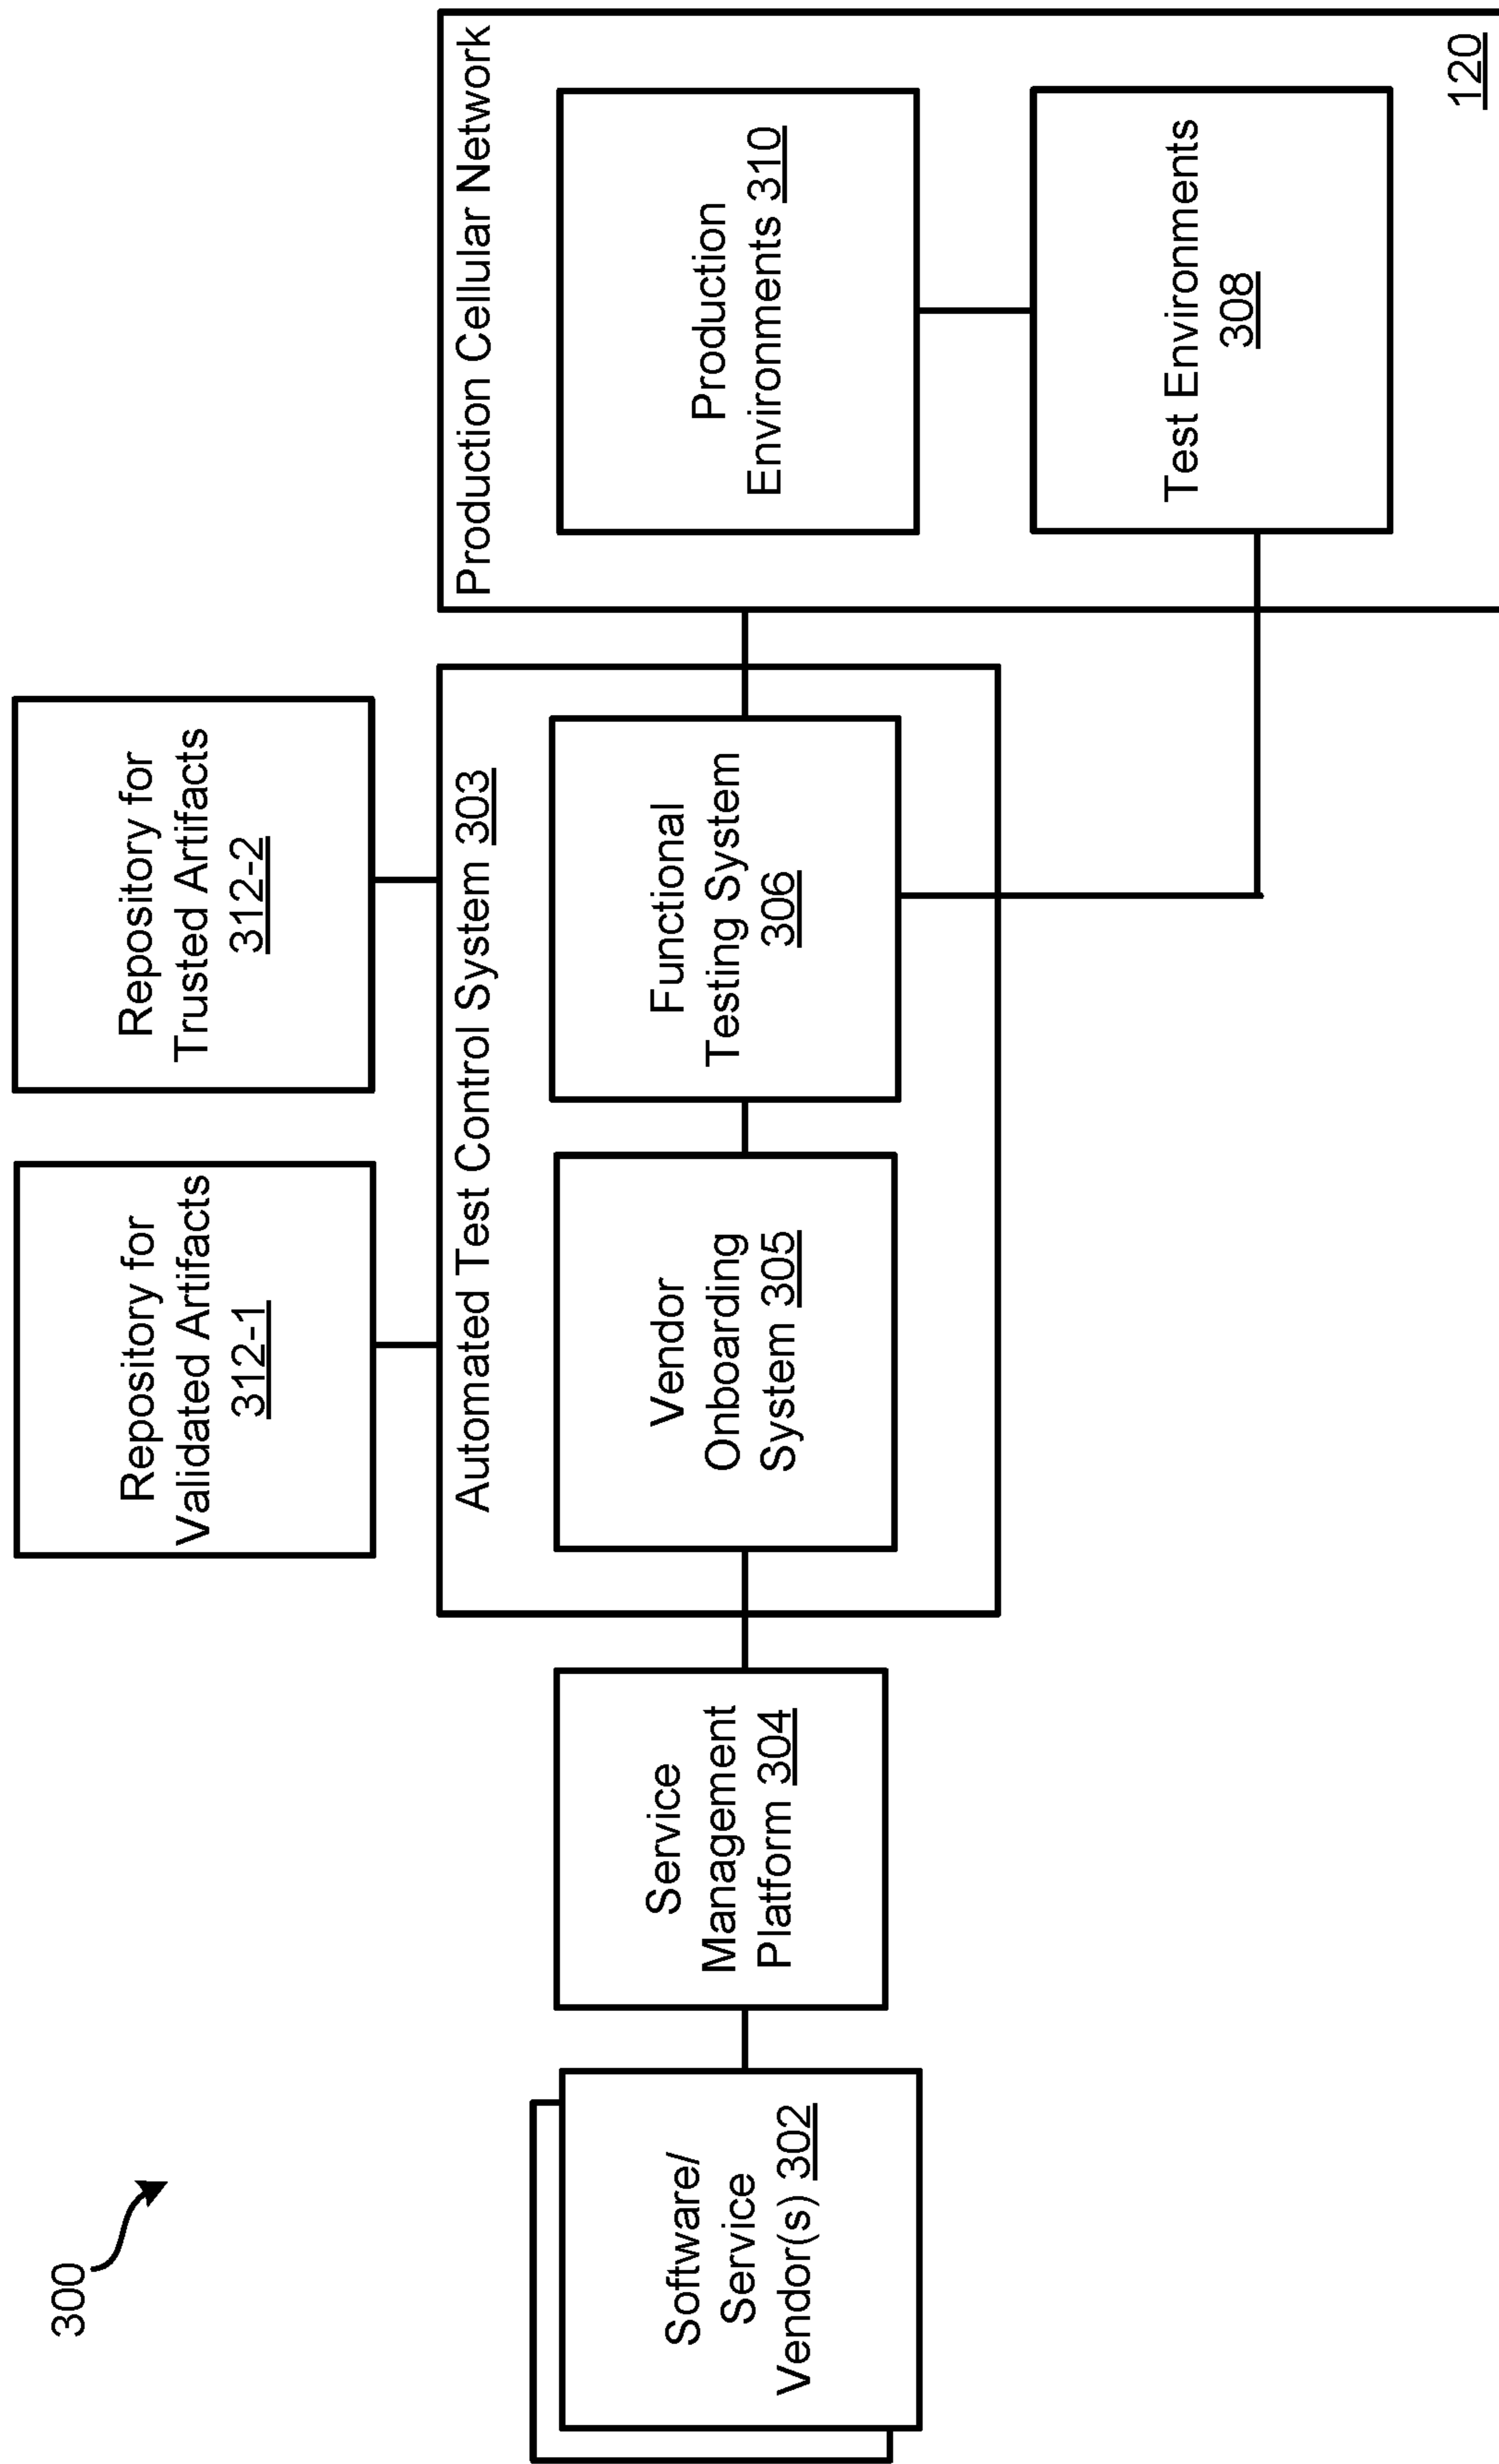 300
Repository for
Validated Artifacts
312-1
Repository for
Trusted Artifacts
312-2
Software/
Service
Vendor(s) 302
Service
Management
Platform 304
Automated Test Control System 303
Vendor
Onboarding
System 305
Functional
Testing System
306
Production Cellular Network
Production
Environments 310
Test Environments
308
120